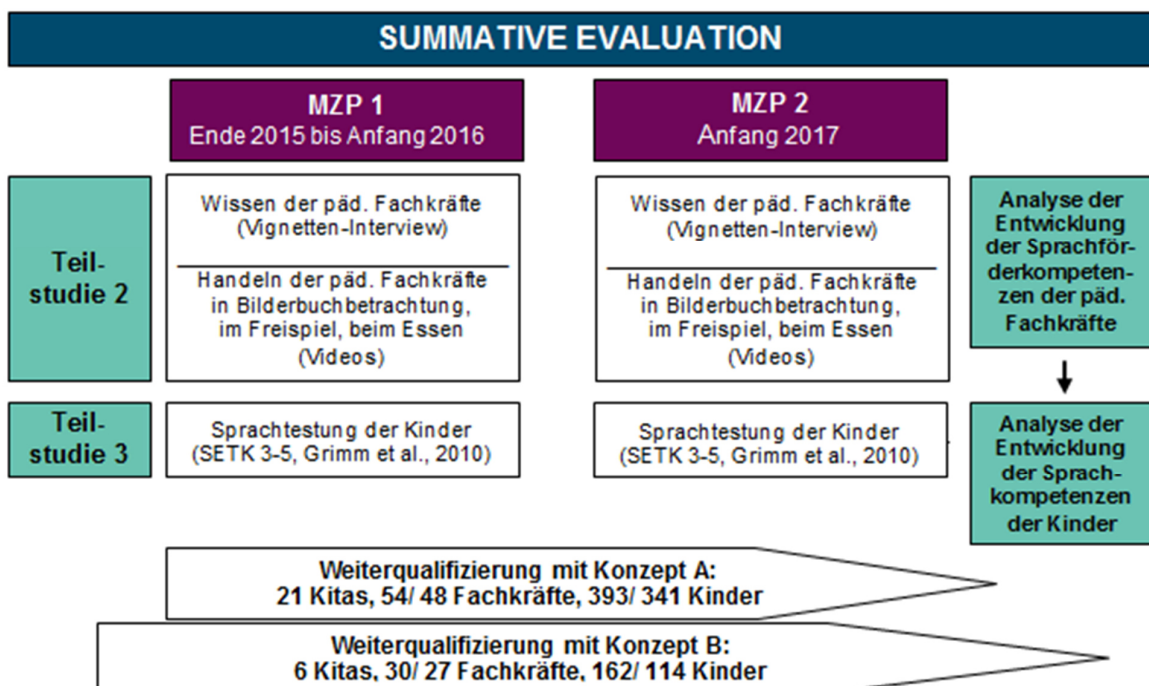 SUMMATIVE EVALUATION
MZP 1
Ende 2015 bis Anfang 2016
MZP 2
Anfang 2017
Teil-
studie 2
Wissen der päd. Fachkräfte
(Vignetten-Interview)
Handeln der päd. Fachkräfte
in Bilderbuchbetrachtung,
im Freispiel, beim Essen
(Videos)
Wissen der päd. Fachkräfte
(Vignetten-Interview)
Handeln der päd. Fachkräfte
in Bilderbuchbetrachtung,
im Freispiel, beim Essen
(Videos)
Analyse der
Entwicklung
der Sprachför-
derkompeten-
zen der päd.
Fachkräfte
Teil-
studie 3
Sprachtestung der Kinder
(SETK 3-5, Grimm et al., 2010)
Sprachtestung der Kinder
(SETK 3-5, Grimm et al., 2010)
Analyse der
Entwicklung
der Sprach-
kompetenzen
der Kinder
Weiterqualifizierung mit Konzept A:
21 Kitas, 54/ 48 Fachkräfte, 393/ 341 Kinder
Weiterqualifizierung mit Konzept B:
6 Kitas, 30/ 27 Fachkräfte, 162/ 114 Kinder